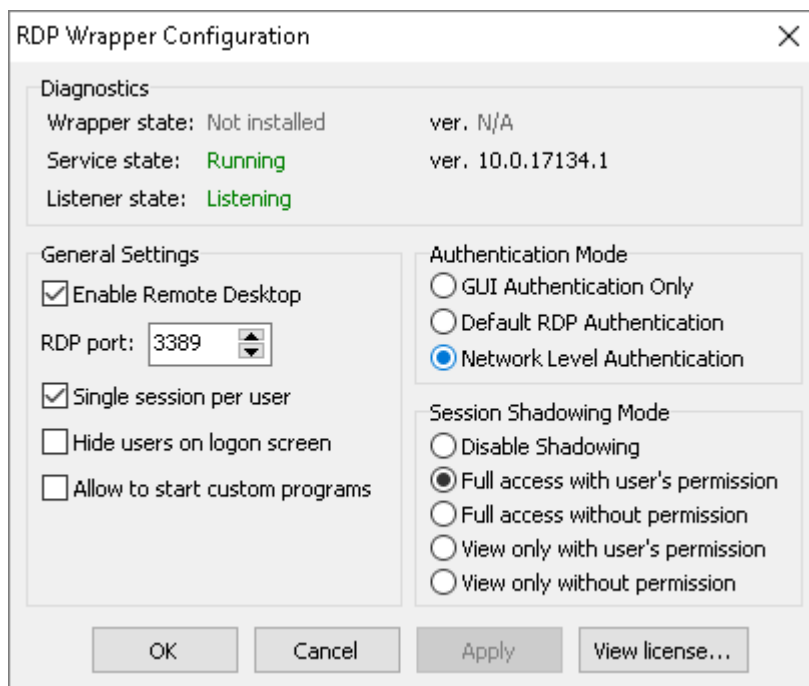 RDP Wrapper Configuration
Diagnostics
Wrapper state: Not installed ver. N/A
Service state: Running ver. 10.0.17134.1
Listener state: Listening
General Settings
Enable Remote Desktop
RDP port: 3389
Single session per user
Hide users on logon screen
Allow to start custom programs
Authentication Mode
GUI Authentication Only
Default RDP Authentication
Network Level Authentication
Session Shadowing Mode
Disable Shadowing
Full access with user's permission
Full access without permission
View only with user's permission
View only without permission
OK Cancel Apply View license...